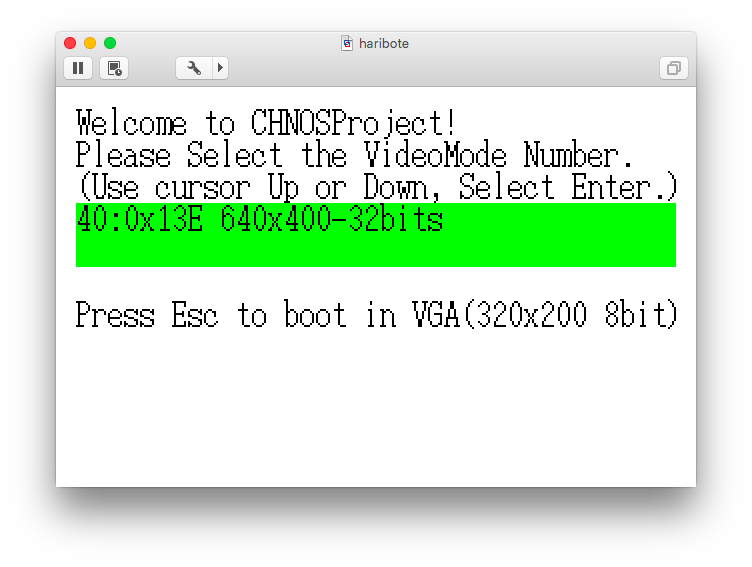 haribote
Welcome to CHNOSProject!
Please Select the VideoMode Number.
(Use cursor Up or Down, Select Enter.)
40:0x13E 640x400-32bits
Press Esc to boot in VGA(320x200 8bit)